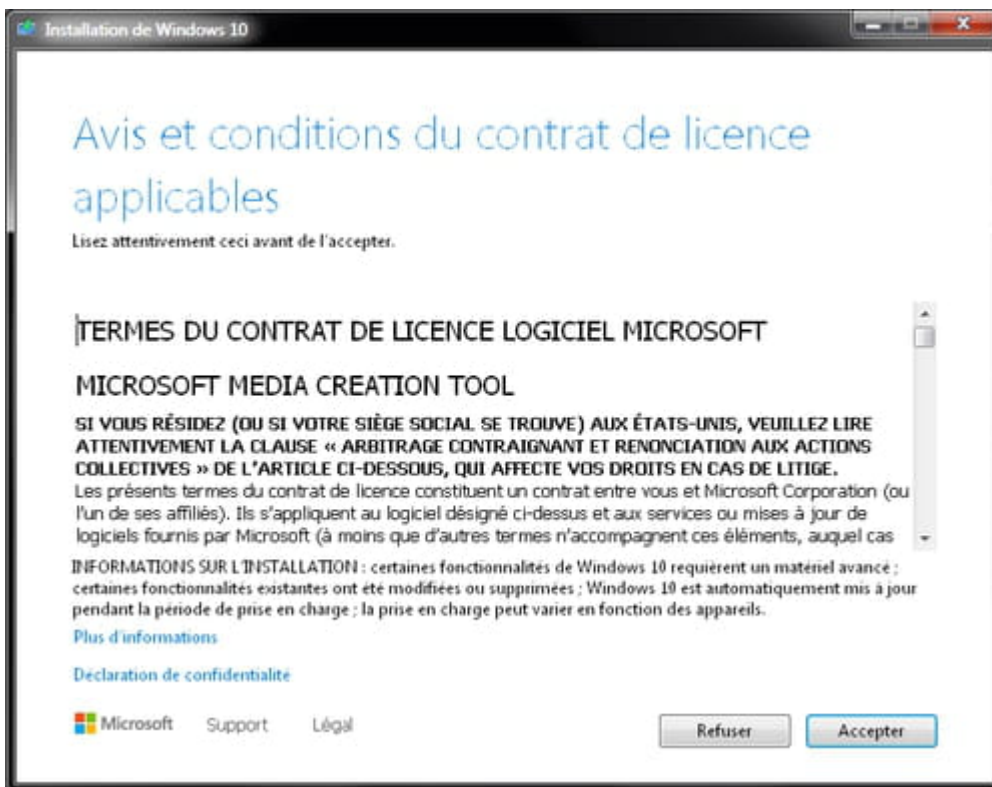 Installation de Windows 10
Avis et conditions du contrat de licence
applicables
Lisez attentivement ceci avant de l'accepter.
TERMES DU CONTRAT DE LICENCE LOGICIEL MICROSOFT
MICROSOFT MEDIA CREATION TOOL
SI VOUS RÉSIDEZ (OU SI VOTRE SIÈGE SOCIAL SE TROUVE) AUX ÉTATS-UNIS, VEUILLEZ LIRE
ATTENTIVEMENT LA CLAUSE « ARBITRAGE CONTRAIGNANT ET RENONCIATION AUX ACTIONS
COLLECTIVES » DE L'ARTICLE CI-DESSOUS, QUI AFFECTE VOS DROITS EN CAS DE LITIGE.
Les présents termes du contrat de licence constituent un contrat entre vous et Microsoft Corporation (ou
l'un de ses affiliés). Ils s'appliquent au logiciel désigné ci-dessus et aux services ou mises à jour de
logiciels fournis par Microsoft (à moins que d'autres termes n'accompagnent ces éléments, auquel cas
INFORMATIONS SUR L'INSTALLATION : certaines fonctionnalités de Windows 10 requièrent un matériel avancé ;
certaines fonctionnalités existantes ont été modifiées ou supprimées ; Windows 10 est automatiquement mis à jour
pendant la période de prise en charge ; la prise en charge peut varier en fonction des appareils.
Plus d'informations
Déclaration de confidentialité
Microsoft Support Légal Refuser Accepter